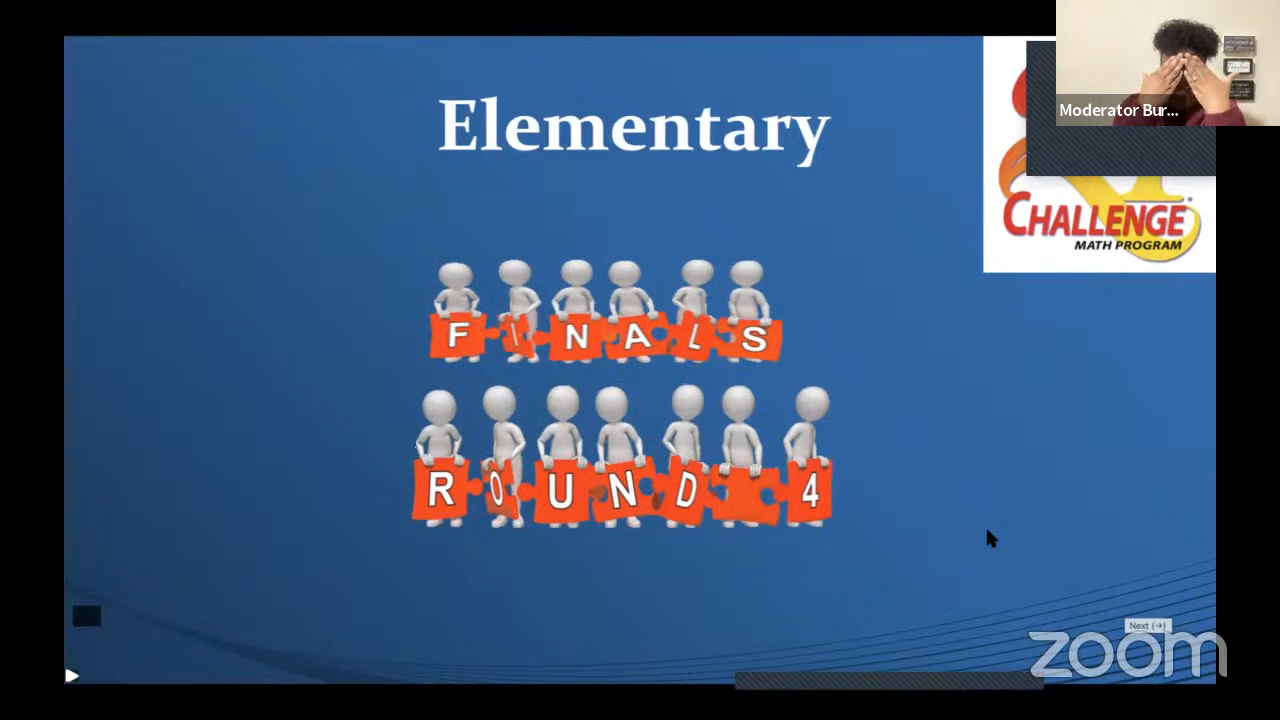 Elementary
Moderator Bur...
CHALLENGE®
MATH PROGRAM
FINALS
ROUND 4
Next (→)
zoom